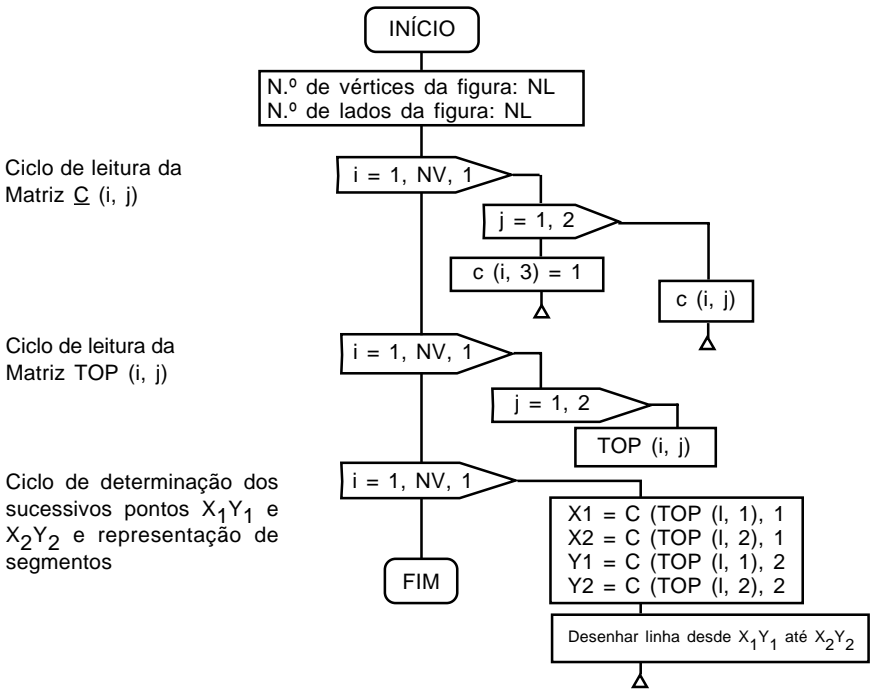 INÍCIO
N.º de vértices da figura: NL
N.º de lados da figura: NL
Ciclo de leitura da
Matriz C (i, j)
i = 1, NV, 1
j = 1, 2
c (i, 3) = 1
c (i, j)
Ciclo de leitura da
Matriz TOP (i, j)
i = 1, NV, 1
j = 1, 2
TOP (i, j)
Ciclo de determinação dos
sucessivos pontos X1Y1 e
X2Y2 e representação de
segmentos
i = 1, NV, 1
X1 = C (TOP (I, 1), 1
X2 = C (TOP (I, 2), 1
Y1 = C (TOP (I, 1), 2
Y2 = C (TOP (I, 2), 2
FIM
Desenhar linha desde X1Y1 até X2Y2